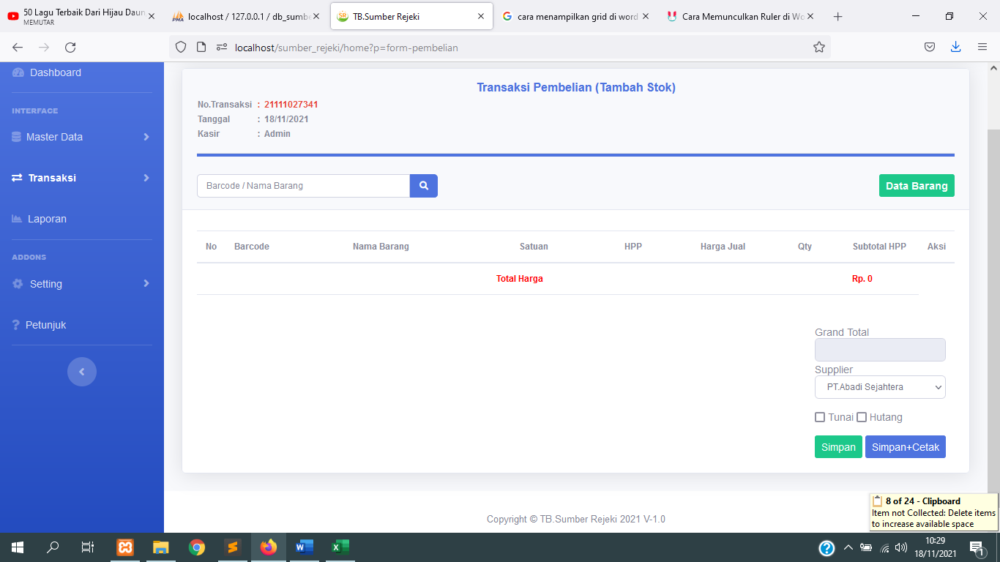 50 Lagu Terbaik Dari Hijau Daun
MEMUTAR
localhost / 127.0.0.1 / db_sumbe
TB.Sumber Rejeki
cara menampilkan grid di word
Cara Memunculkan Ruler di Wo
localhost/sumber_rejeki/home?p=form-pembelian
Dashboard
INTERFACE
Master Data
Transaksi
Laporan
ADDONS
Setting
Petunjuk
Transaksi Pembelian (Tambah Stok)
No.Transaksi : 21111027341
Tanggal : 18/11/2021
Kasir : Admin
Barcode / Nama Barang
Data Barang
No Barcode Nama Barang Satuan HPP Harga Jual Qty Subtotal HPP Aksi
Total Harga Rp. 0
Grand Total
Supplier
PT.Abadi Sejahtera
Tunai Hutang
Simpan Simpan+Cetak
Copyright © TB.Sumber Rejeki 2021 V-1.0
8 of 24 - Clipboard
Item not Collected: Delete items
to increase available space
10:29
18/11/2021
1